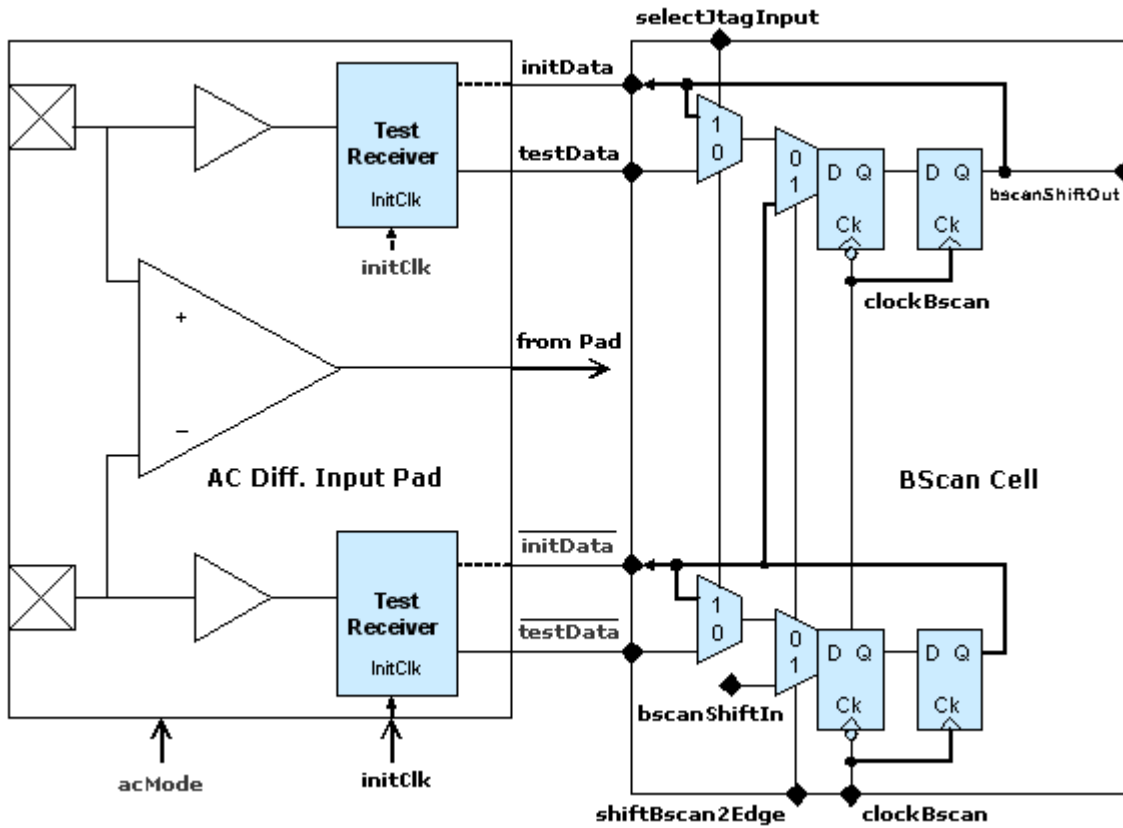 selectJtagInput
initData
Test
Receiver
InitClk
initClk
testData
1
0
0
1
D Q
Ck
D Q
Ck
bscanShiftOut
clockBscan
+
−
from Pad
AC Diff. Input Pad
BScan Cell
initData
Test
Receiver
InitClk
testData
1
0
0
1
D Q
Ck
D Q
Ck
bscanShiftIn
acMode
initClk
shiftBscan2Edge
clockBscan